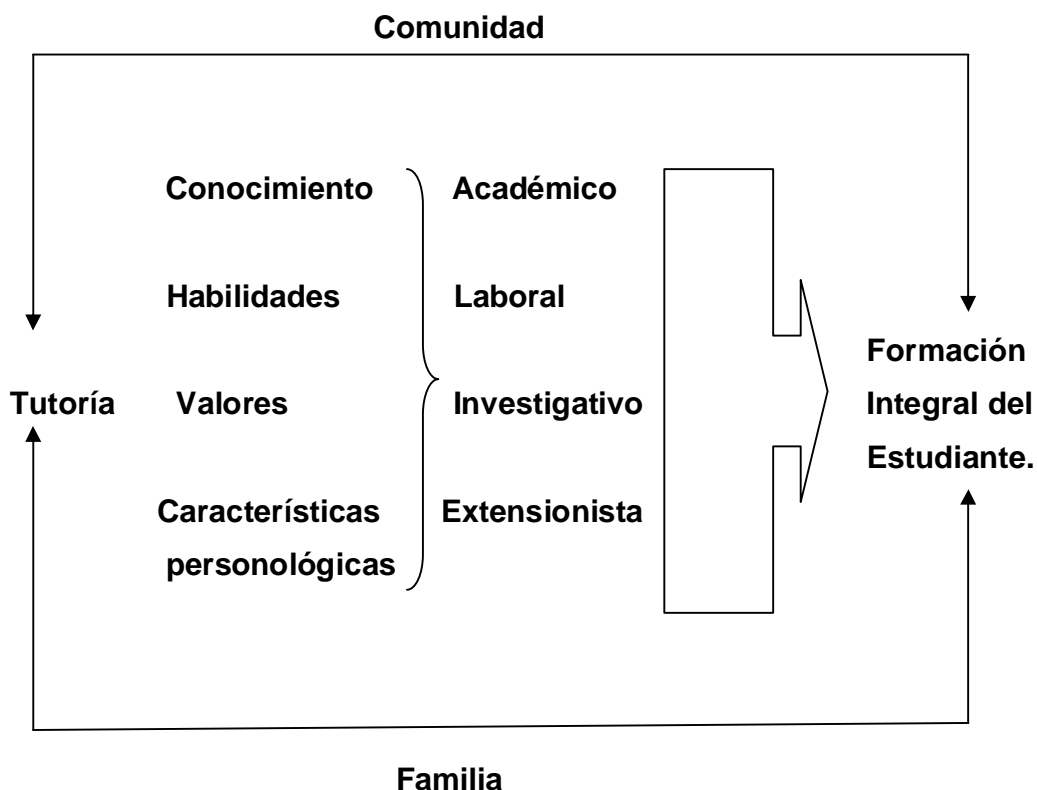 Comunidad
Conocimiento Académico
Habilidades Laboral
Formación
Tutoría Valores Investigativo Integral del
Estudiante.
Características Extensionista
personológicas
Familia